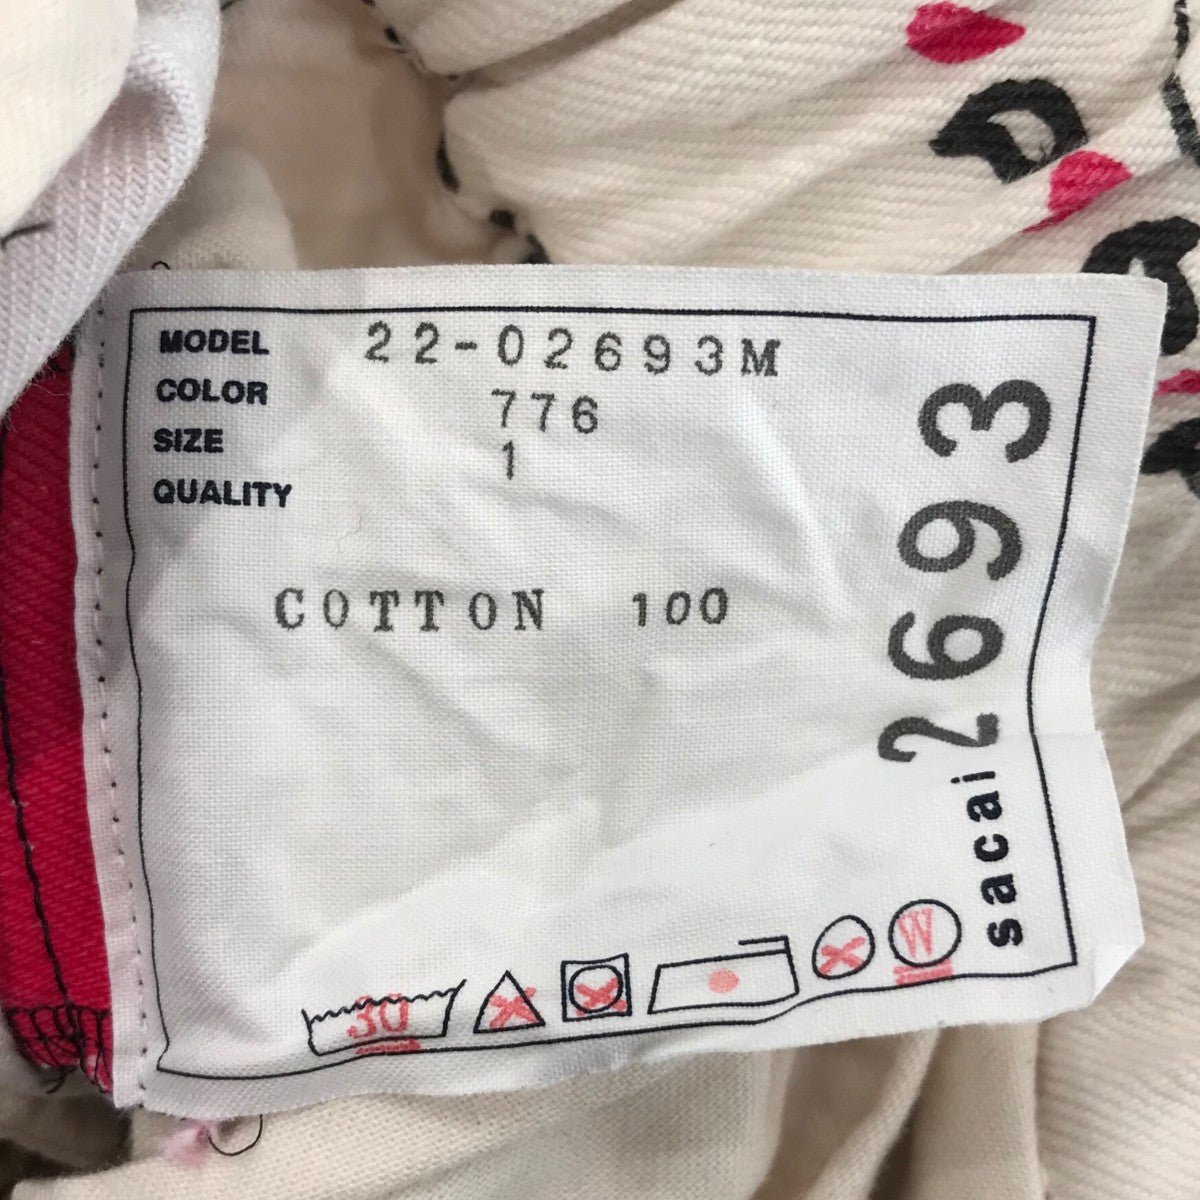 MODEL 22-02693M
COLOR 776
SIZE 1
QUALITY
COTTON 100
sacai 2693
30
W